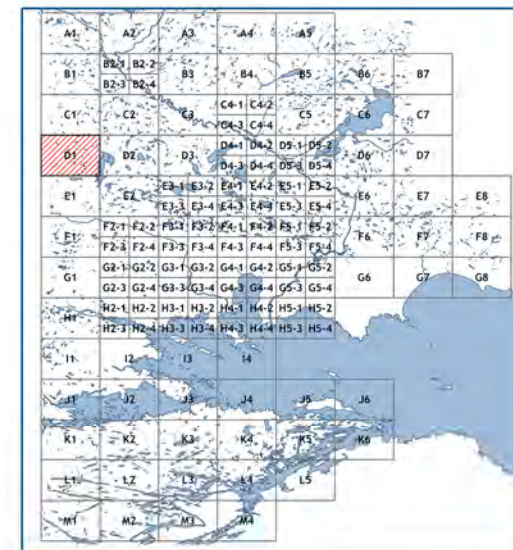 A1 A2 A3 A4 A5
B2-1 B2-2
B1 B3 B4 B5 B6 B7
B2-3 B2-4
C4-1 C4-2
C1 C2 C3 C5 C6 C7
C4-3 C4-4
D4-1 D4-2 D5-1 D5-2
D1 D2 D3 D6 D7
D4-3 D4-4 D5-3 D5-4
E3-1 E3-2 E4-1 E4-2 E5-1 E5-2
E1 E2 E6 E7 E8
E3-3 E3-4 E4-3 E4-4 E5-3 E5-4
F2-1 F2-2 F3-1 F3-2 F4-1 F4-2 F5-1 F5-2
F1 F6 F7 F8
F2-3 F2-4 F3-3 F3-4 F4-3 F4-4 F5-3 F5-4
G2-1 G2-2 G3-1 G3-2 G4-1 G4-2 G5-1 G5-2
G1 G6 G7 G8
G2-3 G2-4 G3-3 G3-4 G4-3 G4-4 G5-3 G5-4
H2-1 H2-2 H3-1 H3-2 H4-1 H4-2 H5-1 H5-2
H1
H2-3 H2-4 H3-3 H3-4 H4-3 H4-4 H5-3 H5-4
I1 I2 I3 I4
J1 J2 J3 J4 J5 J6
K1 K2 K3 K4 K5 K6
L1 L2 L3 L4 L5
M1 M2 M3 M4